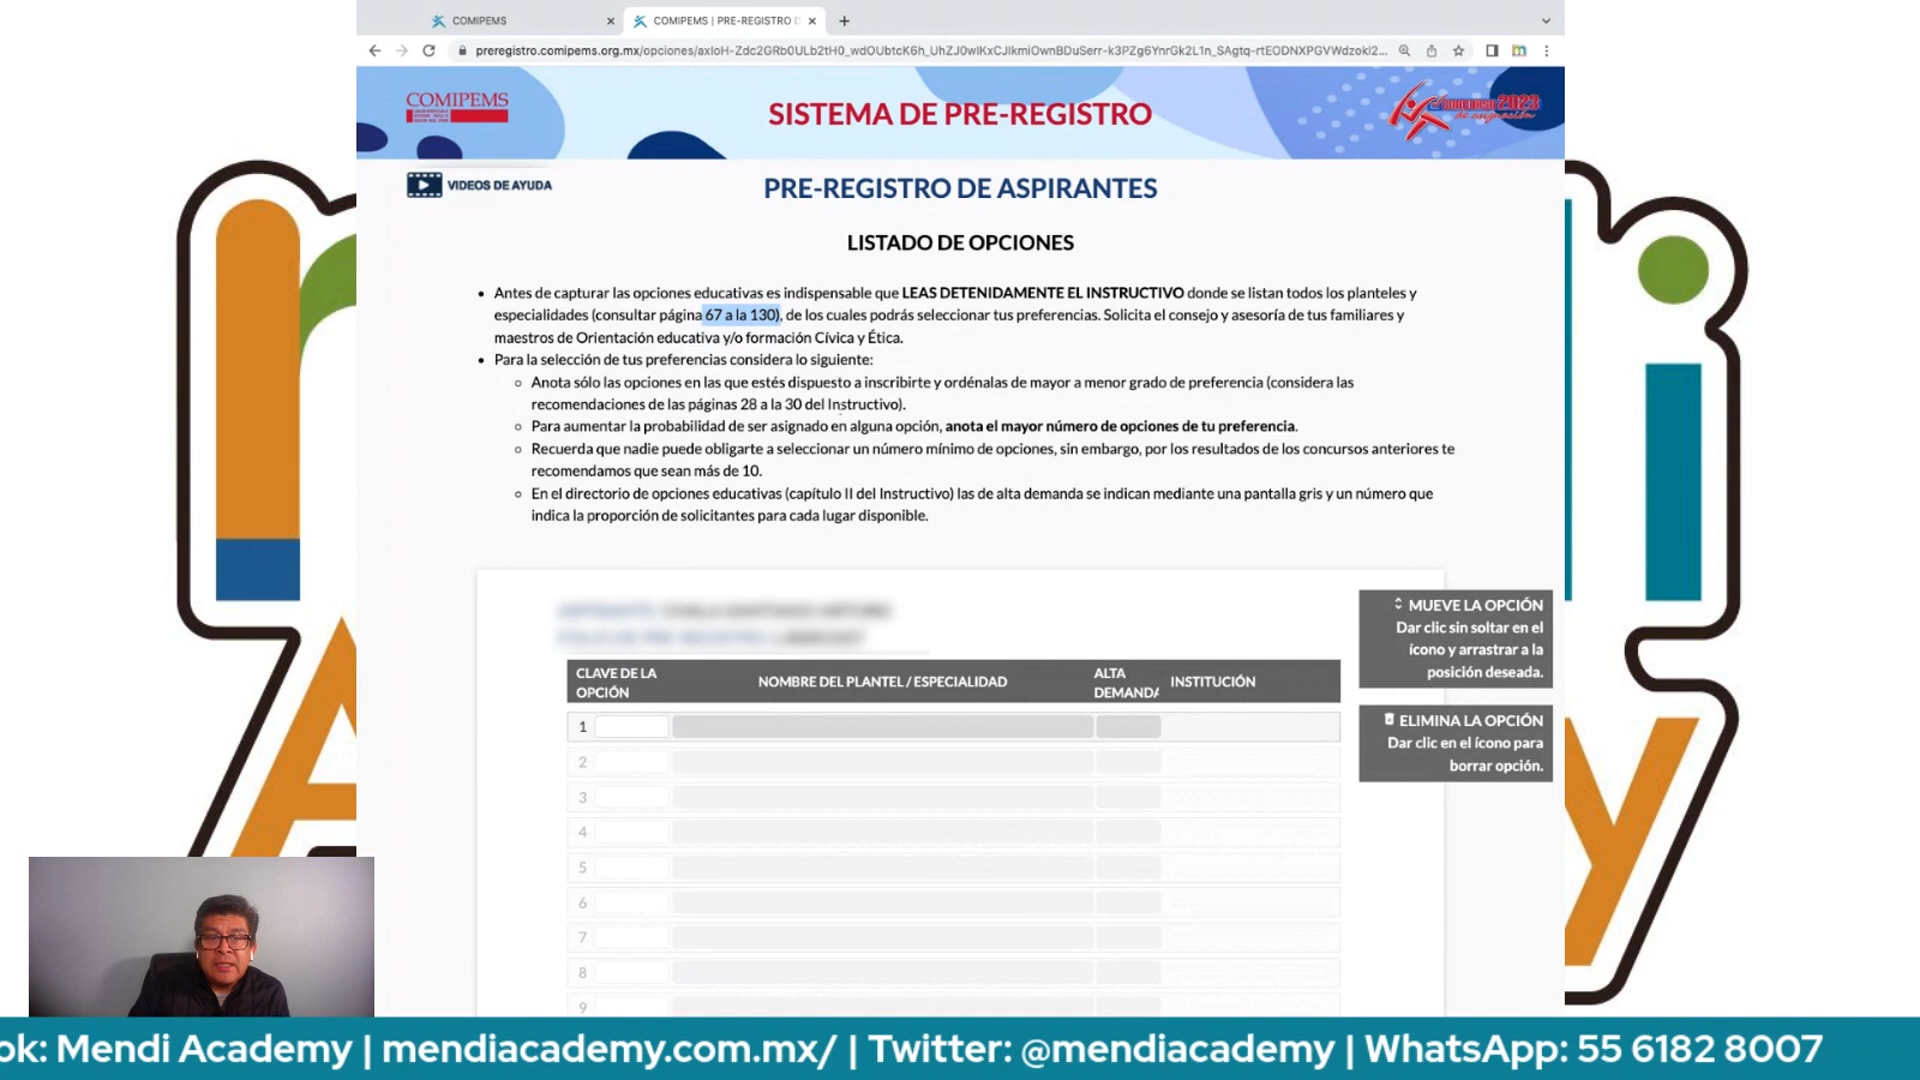 COMIPEMS
COMIPEMS | PRE-REGISTRO D
preregistro.comipems.org.mx/opciones/
COMIPEMS
SISTEMA DE PRE-REGISTRO
2023
de asignación
VIDEOS DE AYUDA
PRE-REGISTRO DE ASPIRANTES
LISTADO DE OPCIONES
• Antes de capturar las opciones educativas es indispensable que LEAS DETENIDAMENTE EL INSTRUCTIVO donde se listan todos los planteles y
especialidades (consultar página 67 a la 130), de los cuales podrás seleccionar tus preferencias. Solicita el consejo y asesoría de tus familiares y
maestros de Orientación educativa y/o formación Cívica y Ética.
• Para la selección de tus preferencias considera lo siguiente:
◦ Anota sólo las opciones en las que estés dispuesto a inscribirte y ordénalas de mayor a menor grado de preferencia (considera las
recomendaciones de las páginas 28 a la 30 del Instructivo).
◦ Para aumentar la probabilidad de ser asignado en alguna opción, anota el mayor número de opciones de tu preferencia.
◦ Recuerda que nadie puede obligarte a seleccionar un número mínimo de opciones, sin embargo, por los resultados de los concursos anteriores te
recomendamos que sean más de 10.
◦ En el directorio de opciones educativas (capítulo II del Instructivo) las de alta demanda se indican mediante una pantalla gris y un número que
indica la proporción de solicitantes para cada lugar disponible.
MUEVE LA OPCIÓN
Dar clic sin soltar en el
ícono y arrastrar a la
posición deseada.
ELIMINA LA OPCIÓN
Dar clic en el ícono para
borrar opción.
CLAVE DE LA
OPCIÓN
NOMBRE DEL PLANTEL / ESPECIALIDAD
ALTA
DEMANDA
INSTITUCIÓN
1
2
3
4
5
6
7
8
9
ok: Mendi Academy | mendiacademy.com.mx/ | Twitter: @mendiacademy | WhatsApp: 55 6182 8007